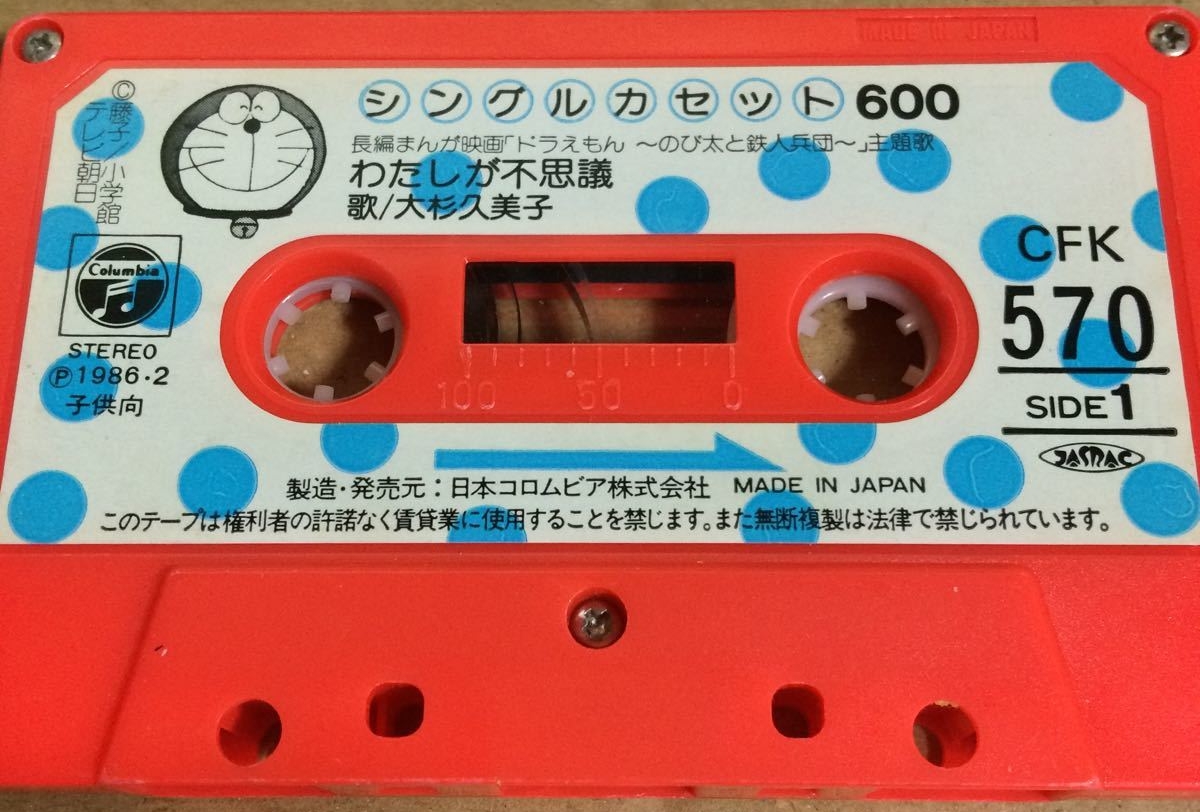 MADE IN JAPAN
シングルカセット600
長編まんが映画「ドラえもん 〜のび太と鉄人兵団〜」主題歌
わたしが不思議
歌/大杉久美子
©藤子/小学館
テレビ朝日
Columbia
STEREO
Ⓟ1986・2
子供向
100 50 0
CFK
570
SIDE1
JASRAC
製造・発売元：日本コロムビア株式会社 MADE IN JAPAN
このテープは権利者の許諾なく賃貸業に使用することを禁じます。また無断複製は法律で禁じられています。